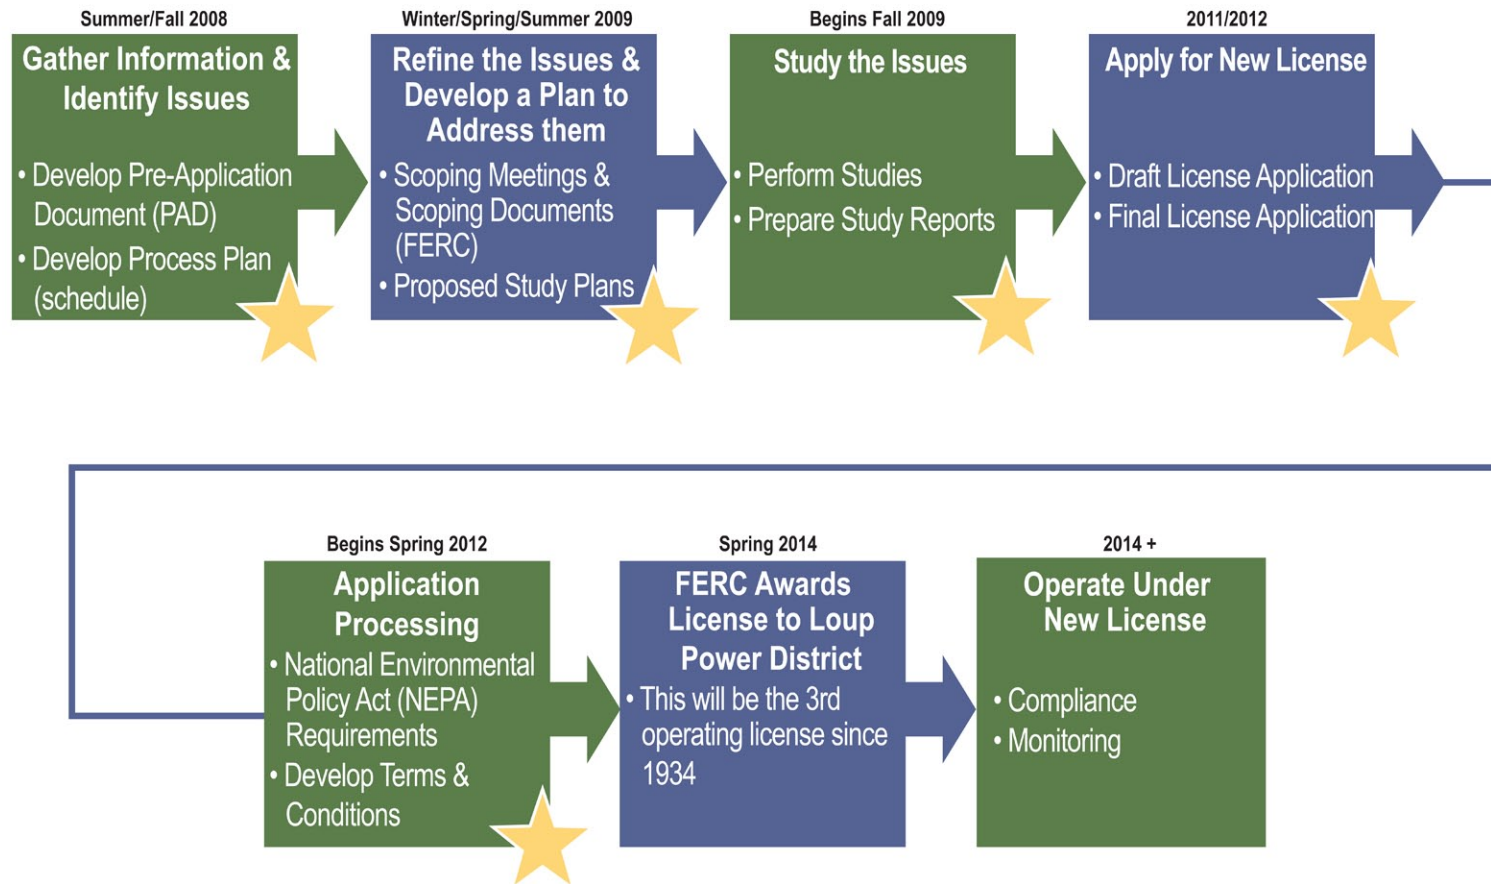 Summer/Fall 2008
Gather Information &
Identify Issues
• Develop Pre-Application
Document (PAD)
• Develop Process Plan
(schedule)
Winter/Spring/Summer 2009
Refine the Issues &
Develop a Plan to
Address them
• Scoping Meetings &
Scoping Documents
(FERC)
• Proposed Study Plans
Begins Fall 2009
Study the Issues
• Perform Studies
• Prepare Study Reports
2011/2012
Apply for New License
• Draft License Application
• Final License Application
Begins Spring 2012
Application
Processing
• National Environmental
Policy Act (NEPA)
Requirements
• Develop Terms &
Conditions
Spring 2014
FERC Awards
License to Loup
Power District
• This will be the 3rd
operating license since
1934
2014 +
Operate Under
New License
• Compliance
• Monitoring